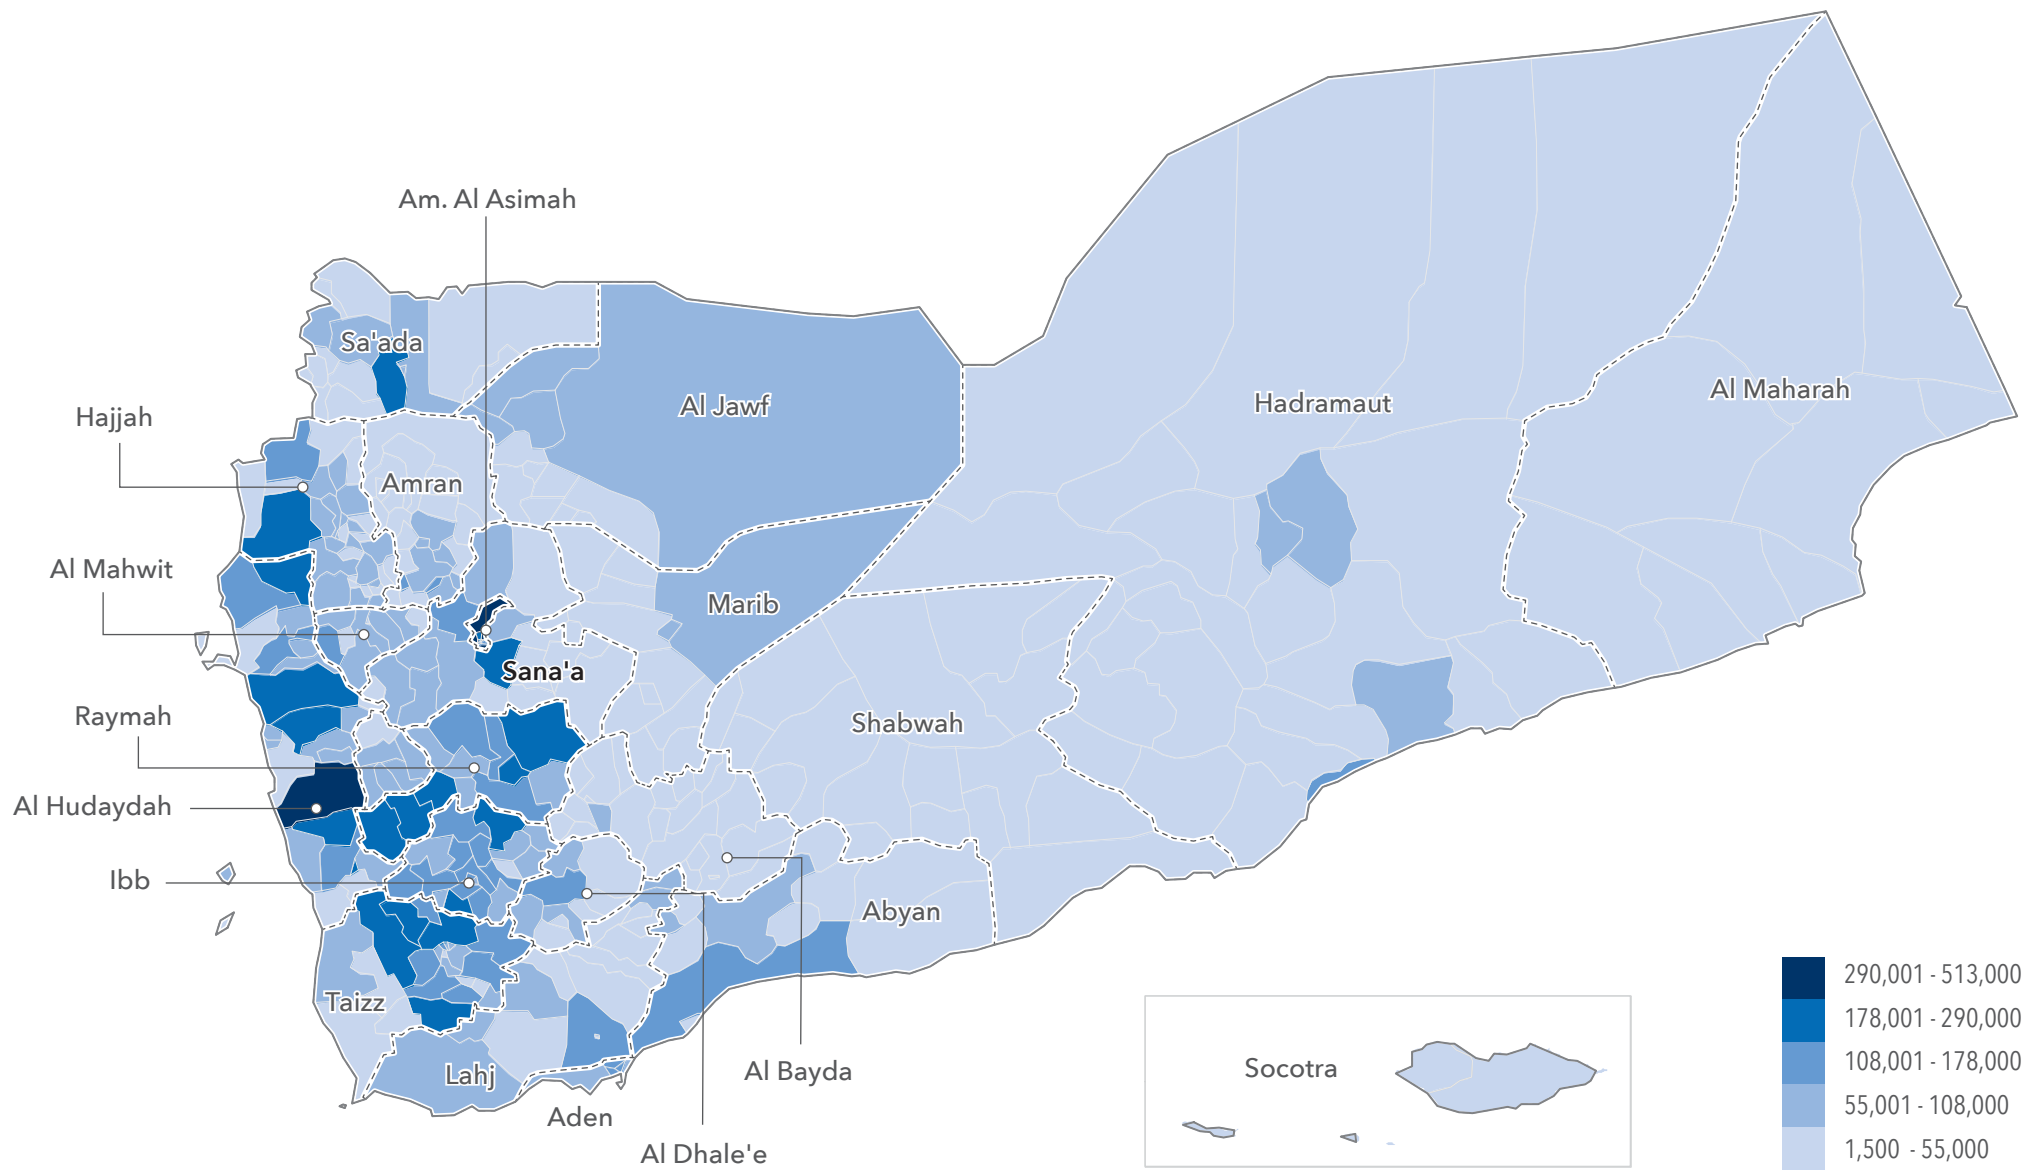 Am. Al Asimah
Sa'ada
Al Jawf
Hadramaut
Al Maharah
Hajjah
Amran
Al Mahwit
Marib
Sana'a
Raymah
Shabwah
Al Hudaydah
Ibb
Abyan
Taizz
Lahj
Al Bayda
Aden
Al Dhale'e
Socotra
290,001 - 513,000
178,001 - 290,000
108,001 - 178,000
55,001 - 108,000
1,500 - 55,000